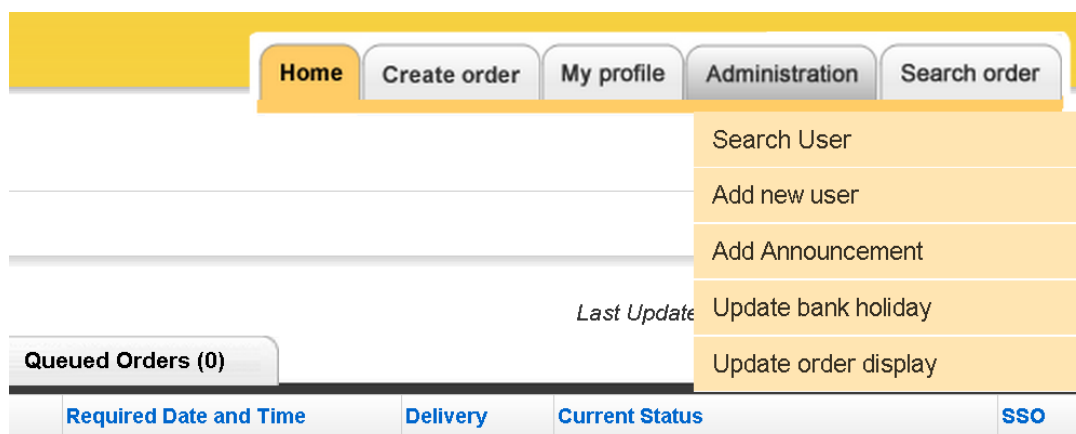 Home Create order My profile Administration Search order
Search User
Add new user
Add Announcement
Last Update
Update bank holiday
Queued Orders (0)
Update order display
Required Date and Time Delivery Current Status SSO